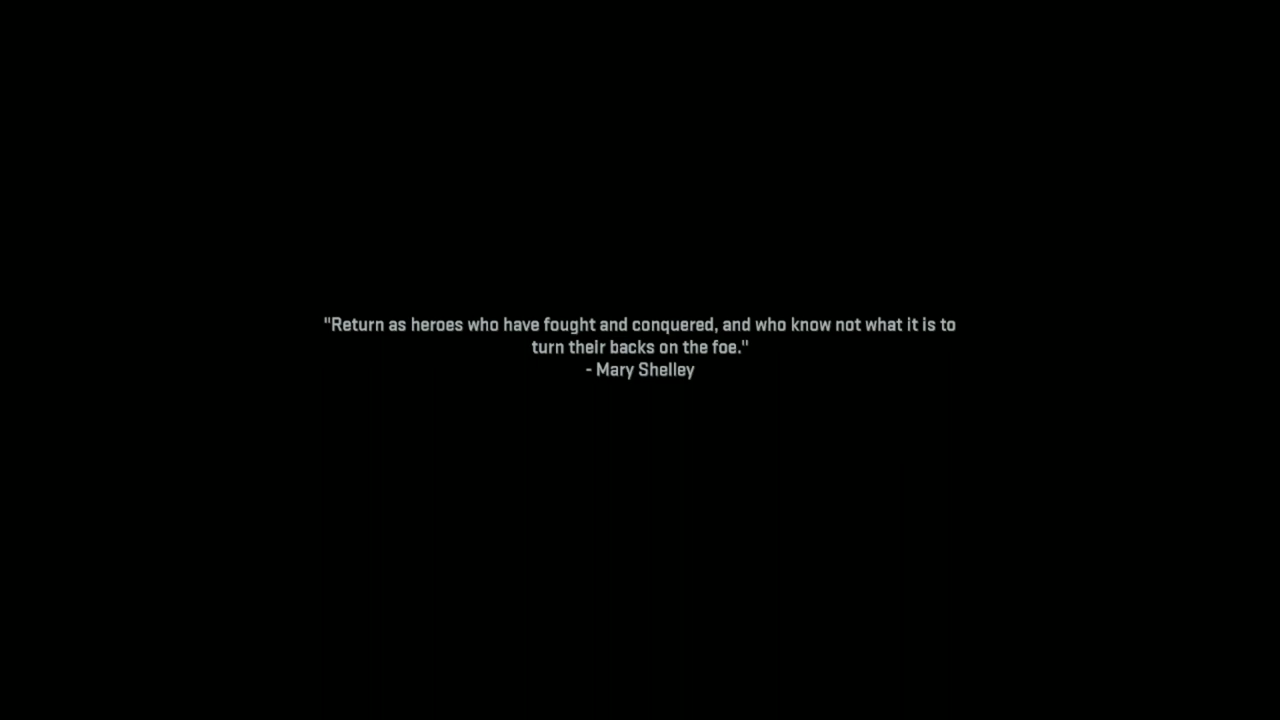 "Return as heroes who have fought and conquered, and who know not what it is to
turn their backs on the foe."
- Mary Shelley